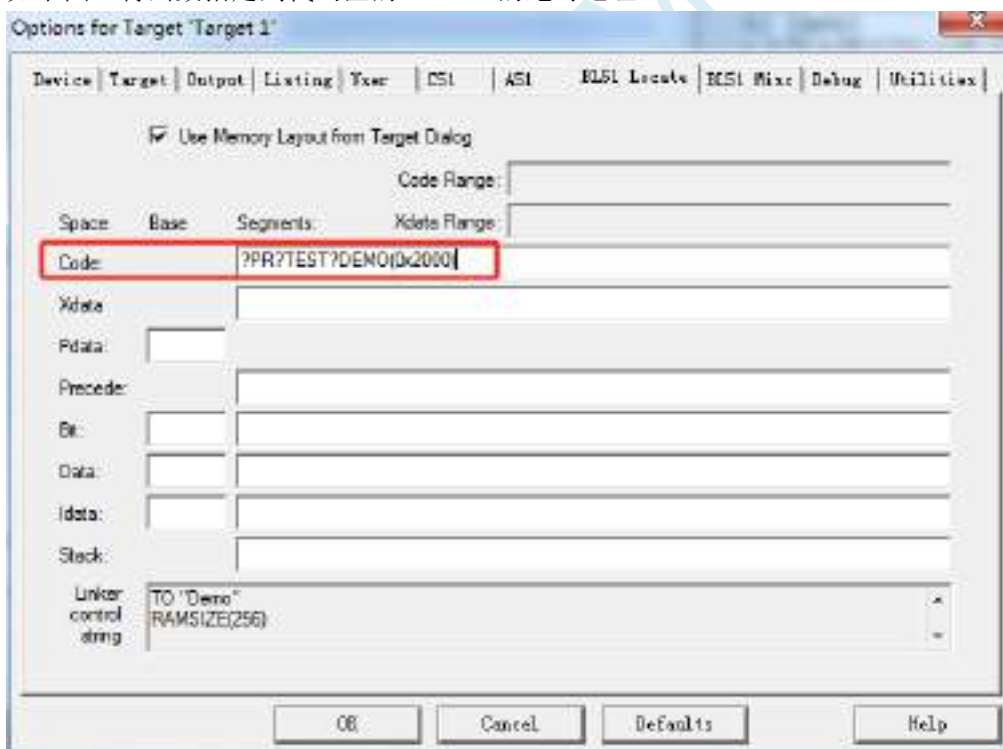 Options for Target 'Target 1'
Device | Target | Output | Listing | User | C51 | A51 | BL51 Locate | BL51 Misc | Debug | Utilities
Use Memory Layout from Target Dialog
Code Range:
Space Base Segments: Xdata Range:
Code: ?PR?TEST?DEMO(0x2000)
Xdata:
Pdata:
Precede:
Bit:
Data:
Idata:
Stack:
Linker control string
TO "Demo"
RAMSIZE(256)
OK Cancel Defaults Help